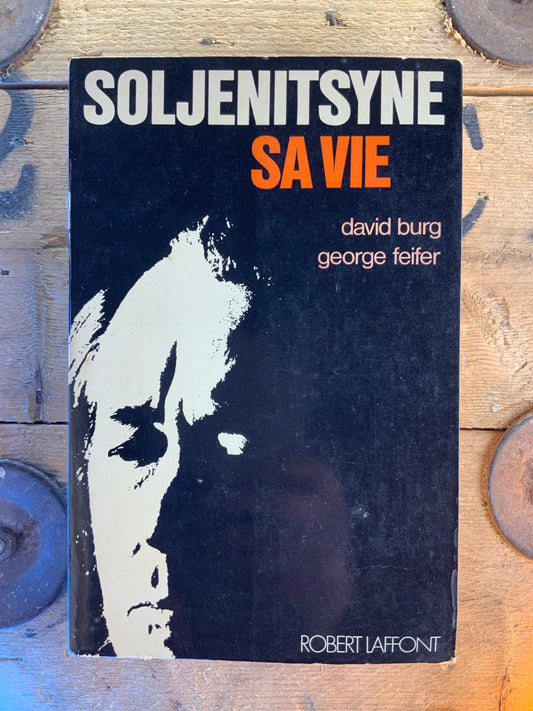 SOLJENITSYNE
SA VIE
david burg
george feifer
ROBERT LAFFONT